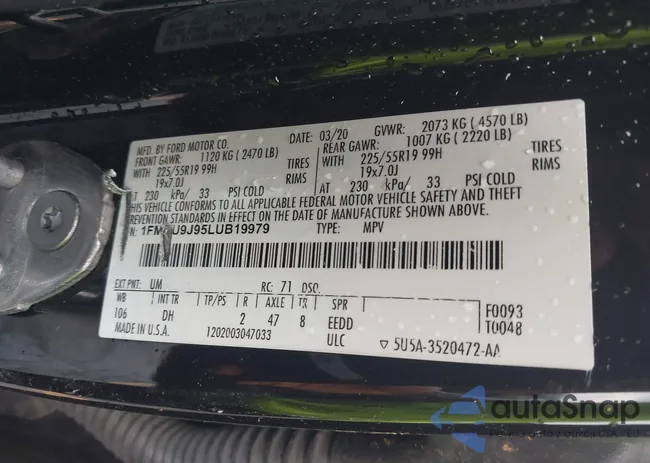 MFD. BY FORD MOTOR CO.
DATE: 03/20 GVWR: 2073 KG (4570 LB)
FRONT GAWR: 1120 KG (2470 LB) REAR GAWR: 1007 KG (2220 LB)
WITH 225/55R19 99H TIRES WITH 225/55R19 99H TIRES
19x7.0J RIMS 19x7.0J RIMS
AT 230 kPa/ 33 PSI COLD AT 230 kPa/ 33 PSI COLD
THIS VEHICLE CONFORMS TO ALL APPLICABLE FEDERAL MOTOR VEHICLE SAFETY AND THEFT
PREVENTION STANDARDS IN EFFECT ON THE DATE OF MANUFACTURE SHOWN ABOVE.
TYPE: MPV
EXT PNT: UM RC: 71 DSO:
WB INT TR TP/PS R AXLE TR SPR F0093
106 DH 2 47 8 EEDD T0048
MADE IN U.S.A. 1202003047033 ULC ▽ 5U5A-3520472-AA
autoSnap